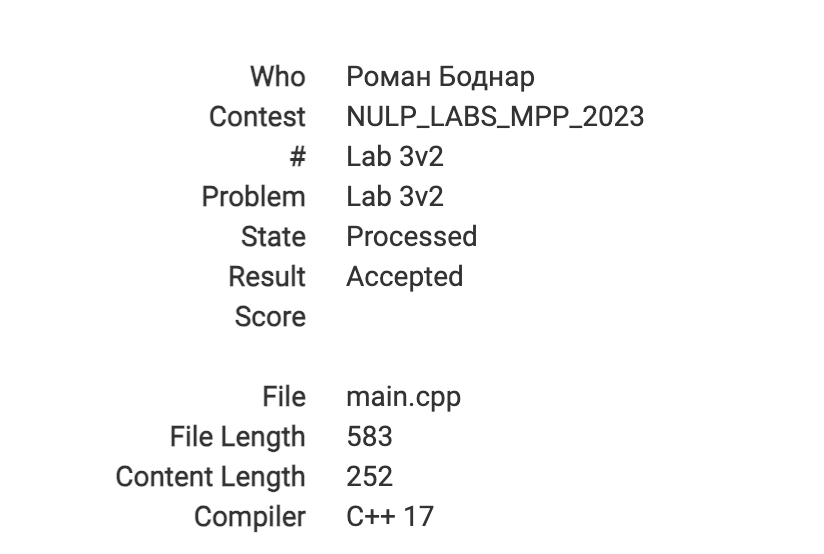 Who Роман Боднар
Contest NULP_LABS_MPP_2023
# Lab 3v2
Problem Lab 3v2
State Processed
Result Accepted
Score
File main.cpp
File Length 583
Content Length 252
Compiler C++ 17